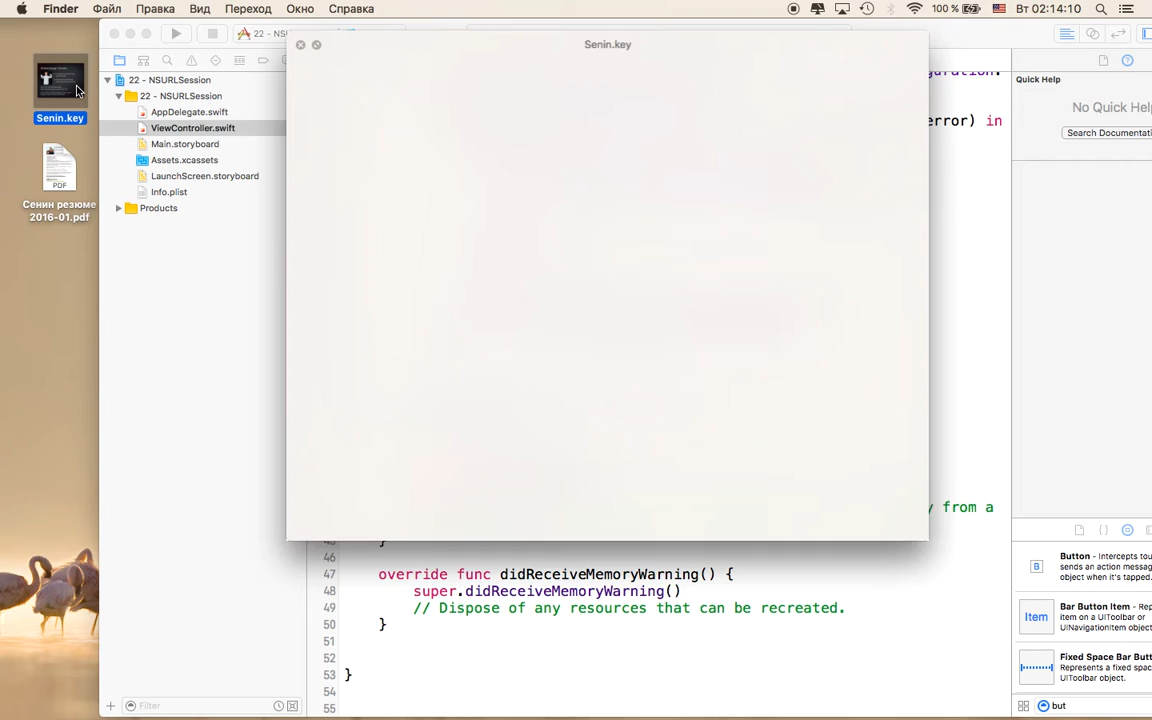 Finder Файл Правка Вид Переход Окно Справка 100 % Вт 02:14:10
22 - NS
Senin.key
22 - NSURLSession
22 - NSURLSession
AppDelegate.swift
ViewController.swift
Main.storyboard
Assets.xcassets
LaunchScreen.storyboard
Info.plist
Products
Senin.key
PDF
Сенин резюме
2016-01.pdf
error) in
y from a
}
46
47 override func didReceiveMemoryWarning() {
48 super.didReceiveMemoryWarning()
49 // Dispose of any resources that can be recreated.
50 }
51
52
53 }
54
55
Filter
Quick Help
No Quick Help
Search Documentati
Button - Intercepts tou
sends an action messag
object when it's tapped.
Item
Bar Button Item - Rep
item on a UIToolbar or
UINavigationItem object
Fixed Space Bar Butt
Represents a fixed spac
UIToolbar object.
but